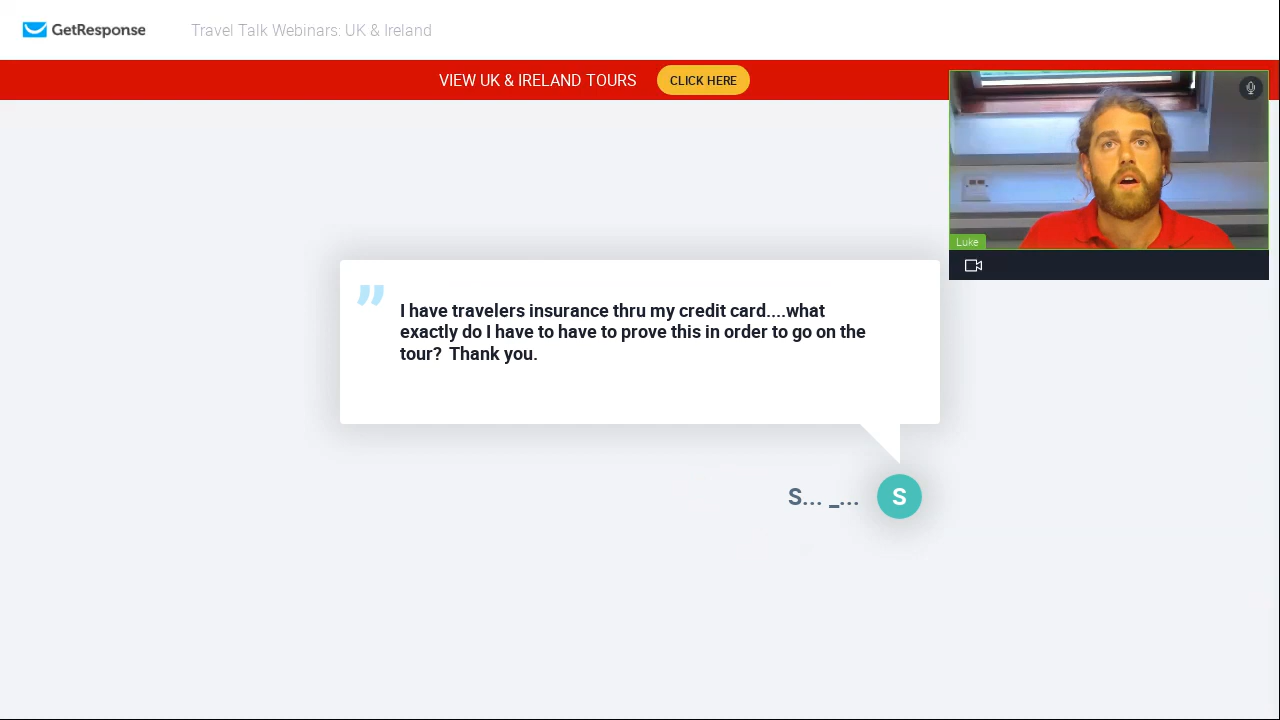 GetResponse
Travel Talk Webinars: UK & Ireland
VIEW UK & IRELAND TOURS
CLICK HERE
Luke
I have travelers insurance thru my credit card....what
exactly do I have to have to prove this in order to go on the
tour?  Thank you.
S... _...
S